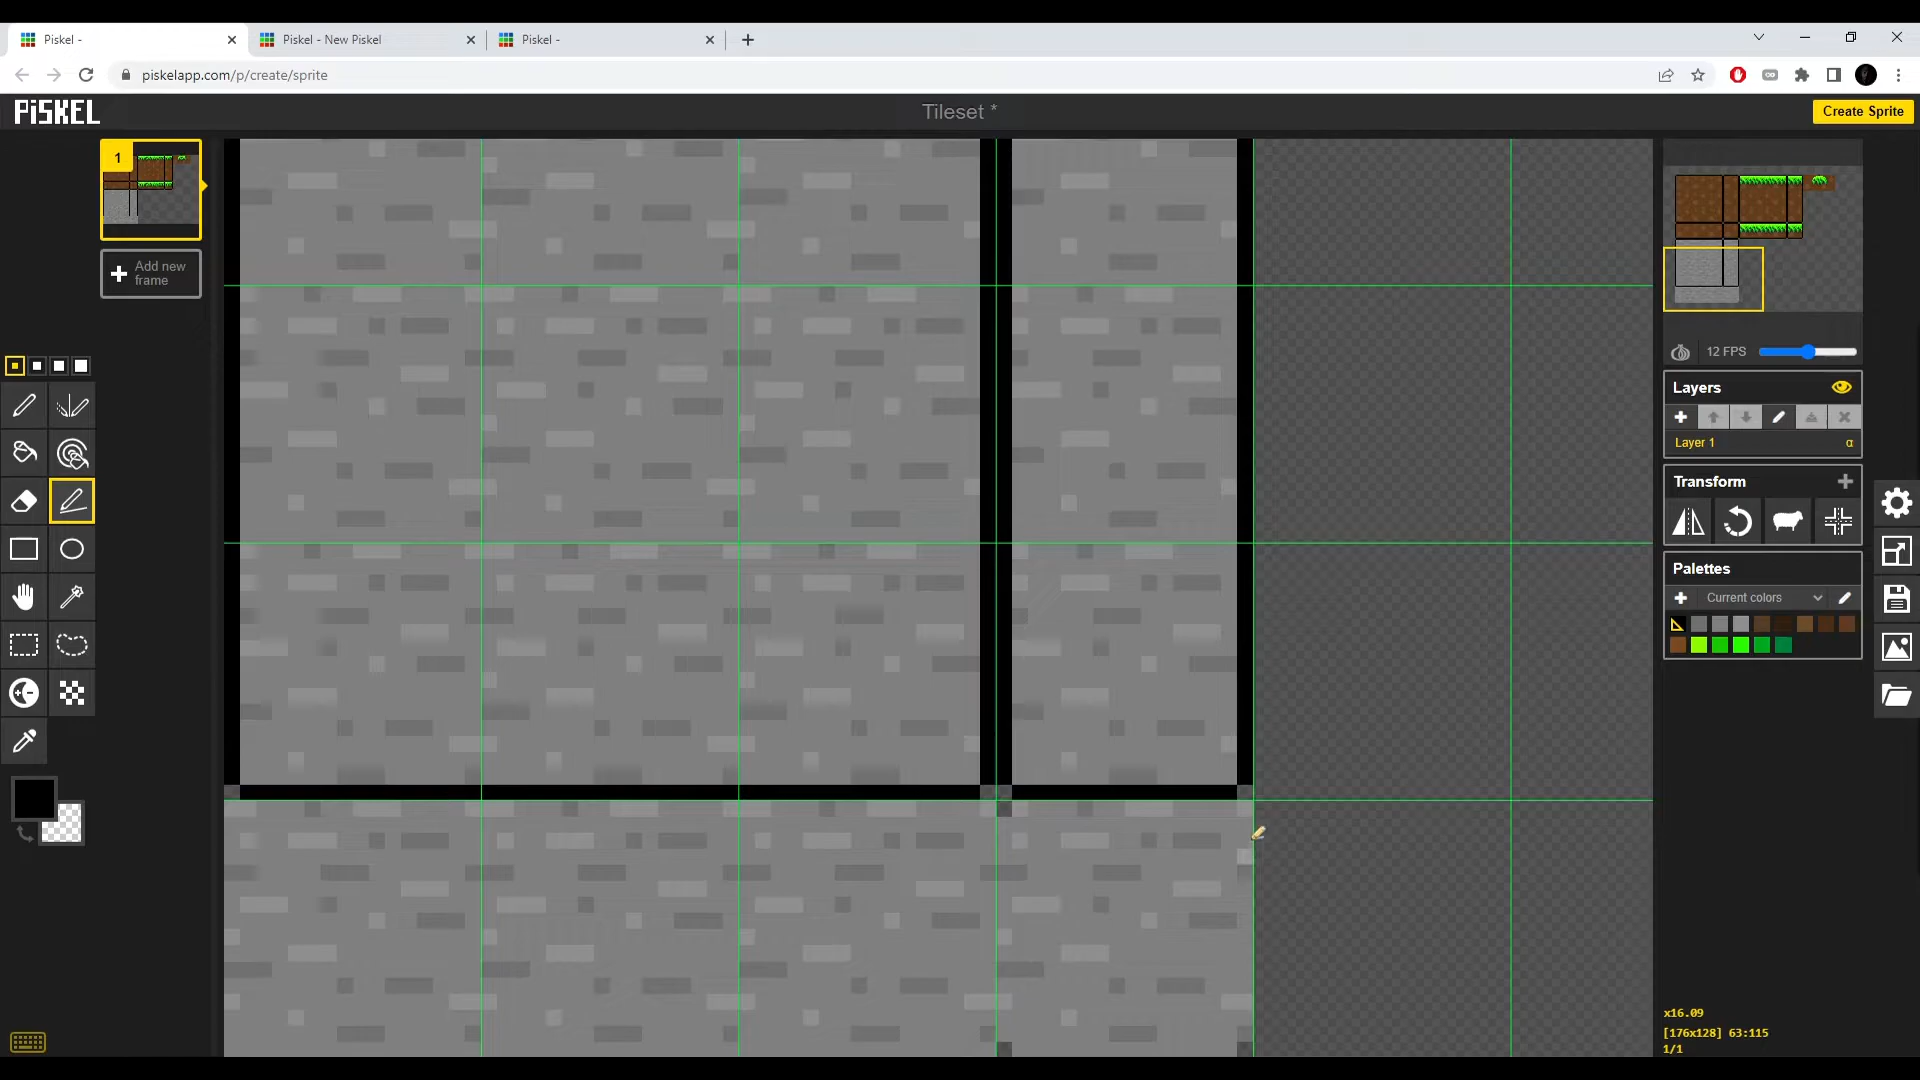 Piskel -
Piskel - New Piskel
Piskel -
piskelapp.com/p/create/sprite
PiSKEL
Tileset *
Create Sprite
1
Add new
frame
12 FPS
Layers
Layer 1
α
Transform
Palettes
Current colors
x16.09
[176x128] 63:115
1/1